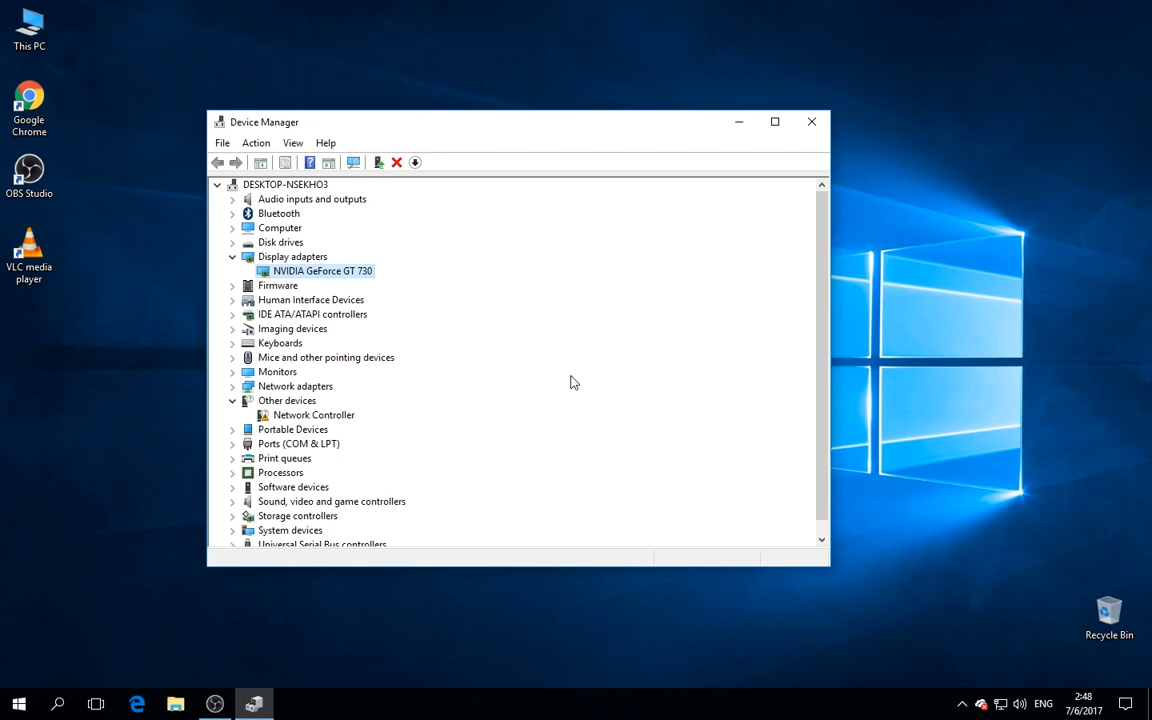 This PC
Google
Chrome
OBS Studio
VLC media
player
Device Manager
File Action View Help
DESKTOP-NSEKHO3
Audio inputs and outputs
Bluetooth
Computer
Disk drives
Display adapters
NVIDIA GeForce GT 730
Firmware
Human Interface Devices
IDE ATA/ATAPI controllers
Imaging devices
Keyboards
Mice and other pointing devices
Monitors
Network adapters
Other devices
Network Controller
Portable Devices
Ports (COM & LPT)
Print queues
Processors
Software devices
Sound, video and game controllers
Storage controllers
System devices
Universal Serial Bus controllers
Recycle Bin
ENG
2:48
7/6/2017